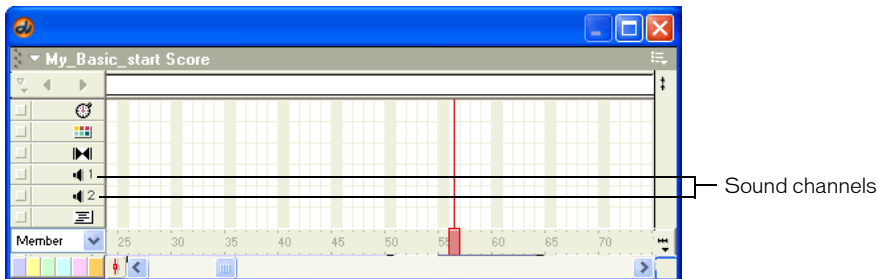 My_Basic_start Score
1
2
Sound channels
Member
25 30 35 40 45 50 55 60 65 70